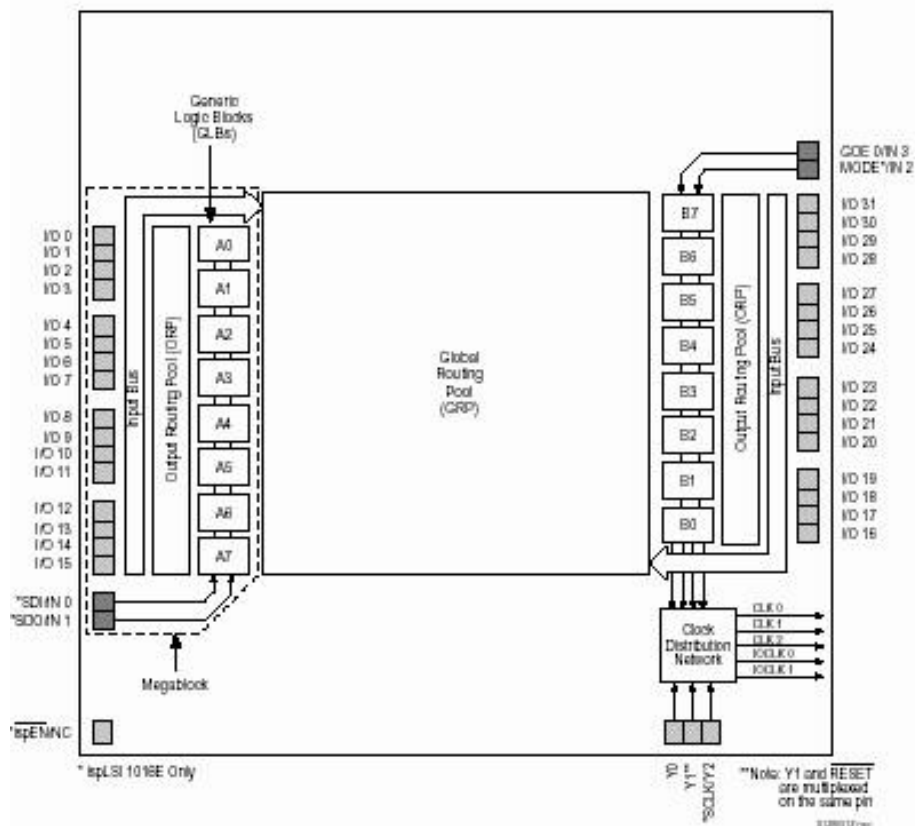 Generic
Logic Blocks
(GLBs)
GOE 0/IN 3
MODE*/IN 2
I/O 0
I/O 1
I/O 2
I/O 3
I/O 4
I/O 5
I/O 6
I/O 7
I/O 8
I/O 9
I/O 10
I/O 11
I/O 12
I/O 13
I/O 14
I/O 15
*SDI/IN 0
*SDO/IN 1
Input Bus
Output Routing Pool (ORP)
A0
A1
A2
A3
A4
A5
A6
A7
Global
Routing
Pool
(GRP)
B7
B6
B5
B4
B3
B2
B1
B0
Output Routing Pool (ORP)
Input Bus
I/O 31
I/O 30
I/O 29
I/O 28
I/O 27
I/O 26
I/O 25
I/O 24
I/O 23
I/O 22
I/O 21
I/O 20
I/O 19
I/O 18
I/O 17
I/O 16
Megablock
Clock
Distribution
Network
CLK 0
CLK 1
CLK 2
IOCLK 0
IOCLK 1
*ispEN/NC
Y0
Y1**
*SCLK/Y2
* ispLSI 1016E Only
**Note: Y1 and RESET
are multiplexed
on the same pin